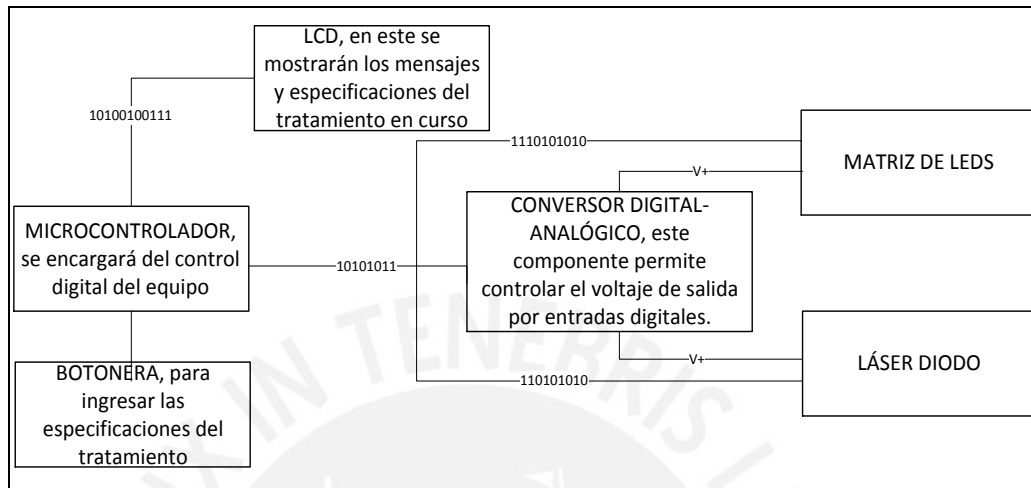 LCD, en este se
mostrarán los mensajes
y especificaciones del
tratamiento en curso
10100100111
1110101010
MATRIZ DE LEDS
V+
MICROCONTROLADOR,
se encargará del control
digital del equipo
10101011
CONVERSOR DIGITAL-
ANALÓGICO, este
componente permite
controlar el voltaje de salida
por entradas digitales.
V+
110101010
LÁSER DIODO
BOTONERA, para
ingresar las
especificaciones del
tratamiento
X IN TENEBRIS L